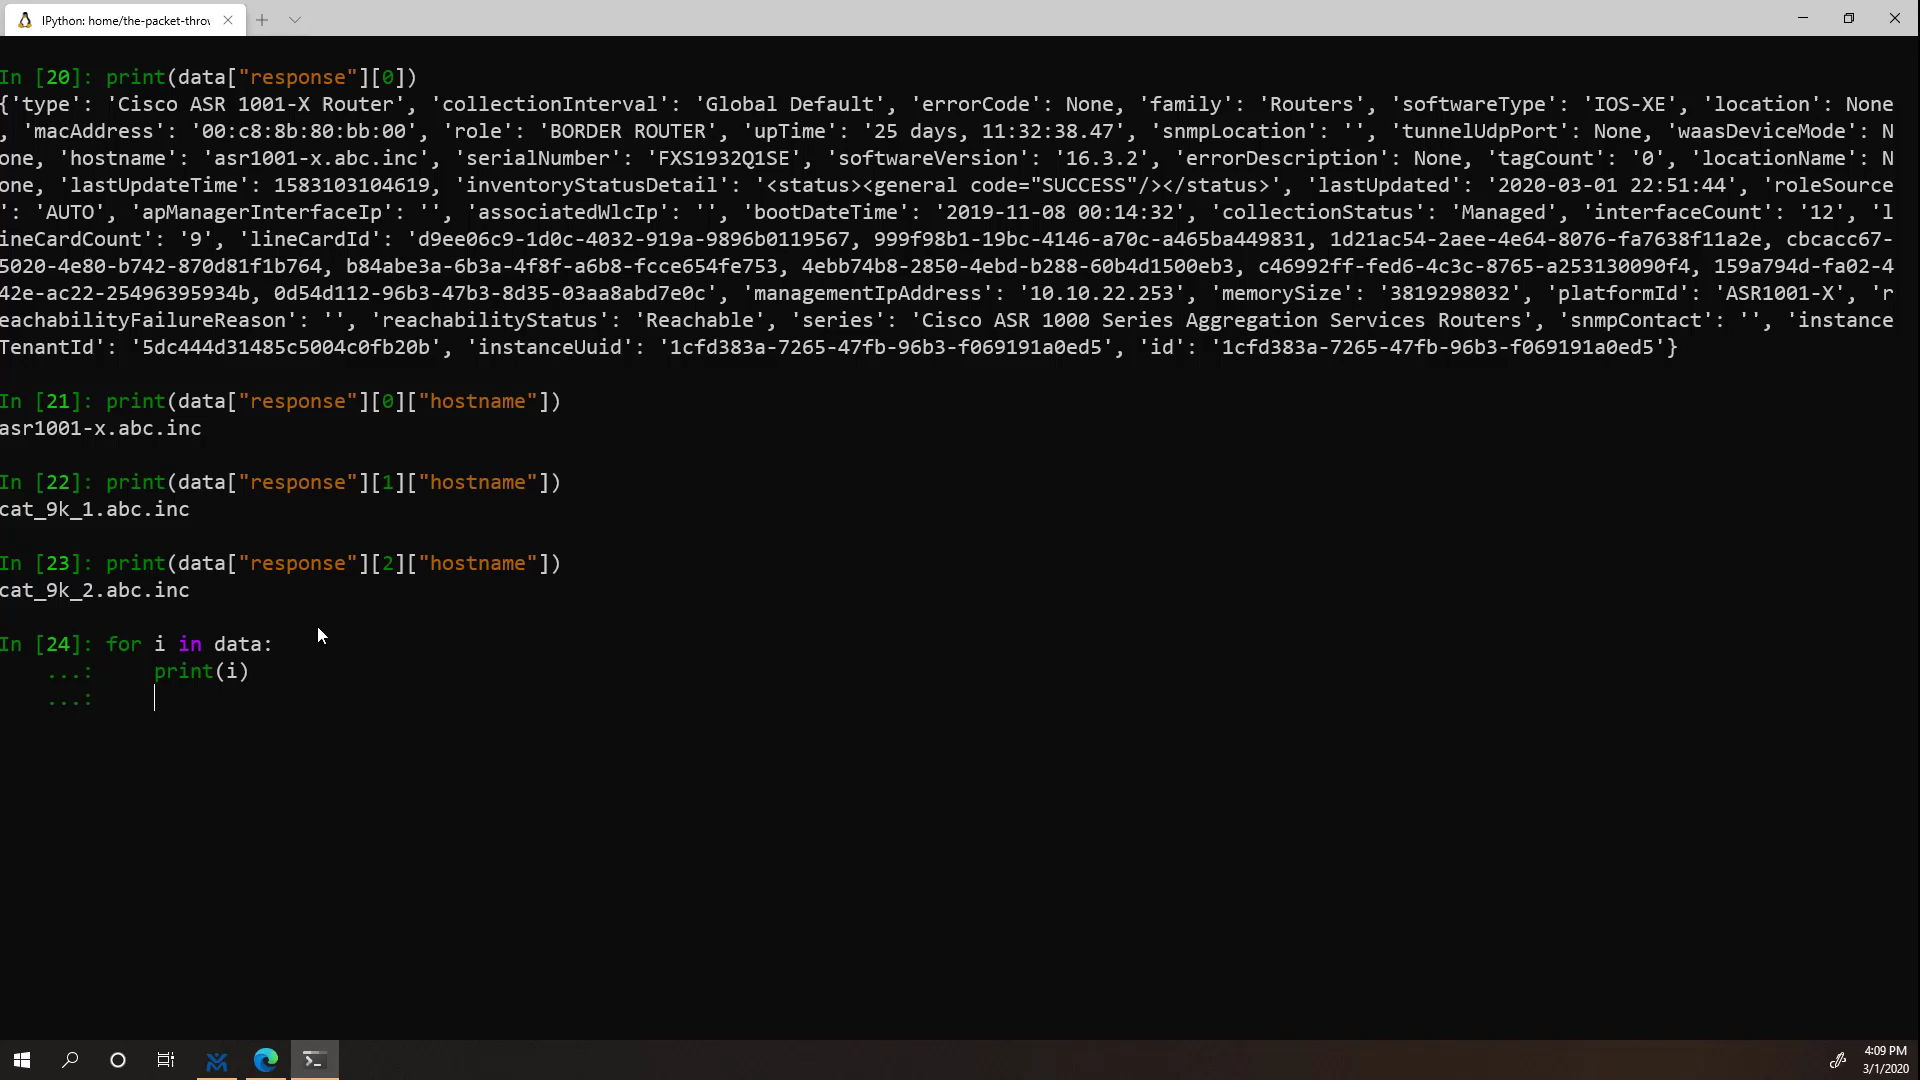 IPython: home/the-packet-throw
In [20]: print(data["response"][0])
{'type': 'Cisco ASR 1001-X Router', 'collectionInterval': 'Global Default', 'errorCode': None, 'family': 'Routers', 'softwareType': 'IOS-XE', 'location': None
, 'macAddress': '00:c8:8b:80:bb:00', 'role': 'BORDER ROUTER', 'upTime': '25 days, 11:32:38.47', 'snmpLocation': '', 'tunnelUdpPort': None, 'waasDeviceMode': N
one, 'hostname': 'asr1001-x.abc.inc', 'serialNumber': 'FXS1932Q1SE', 'softwareVersion': '16.3.2', 'errorDescription': None, 'tagCount': '0', 'locationName': N
one, 'lastUpdateTime': 1583103104619, 'inventoryStatusDetail': '<status><general code="SUCCESS"/></status>', 'lastUpdated': '2020-03-01 22:51:44', 'roleSource
': 'AUTO', 'apManagerInterfaceIp': '', 'associatedWlcIp': '', 'bootDateTime': '2019-11-08 00:14:32', 'collectionStatus': 'Managed', 'interfaceCount': '12', 'l
ineCardCount': '9', 'lineCardId': 'd9ee06c9-1d0c-4032-919a-9896b0119567, 999f98b1-19bc-4146-a70c-a465ba449831, 1d21ac54-2aee-4e64-8076-fa7638f11a2e, cbcacc67-
5020-4e80-b742-870d81f1b764, b84abe3a-6b3a-4f8f-a6b8-fcce654fe753, 4ebb74b8-2850-4ebd-b288-60b4d1500eb3, c46992ff-fed6-4c3c-8765-a253130090f4, 159a794d-fa02-4
42e-ac22-25496395934b, 0d54d112-96b3-47b3-8d35-03aa8abd7e0c', 'managementIpAddress': '10.10.22.253', 'memorySize': '3819298032', 'platformId': 'ASR1001-X', 'r
eachabilityFailureReason': '', 'reachabilityStatus': 'Reachable', 'series': 'Cisco ASR 1000 Series Aggregation Services Routers', 'snmpContact': '', 'instance
TenantId': '5dc444d31485c5004c0fb20b', 'instanceUuid': '1cfd383a-7265-47fb-96b3-f069191a0ed5', 'id': '1cfd383a-7265-47fb-96b3-f069191a0ed5'}
In [21]: print(data["response"][0]["hostname"])
asr1001-x.abc.inc
In [22]: print(data["response"][1]["hostname"])
cat_9k_1.abc.inc
In [23]: print(data["response"][2]["hostname"])
cat_9k_2.abc.inc
In [24]: for i in data:
...: print(i)
...:
4:09 PM
3/1/2020